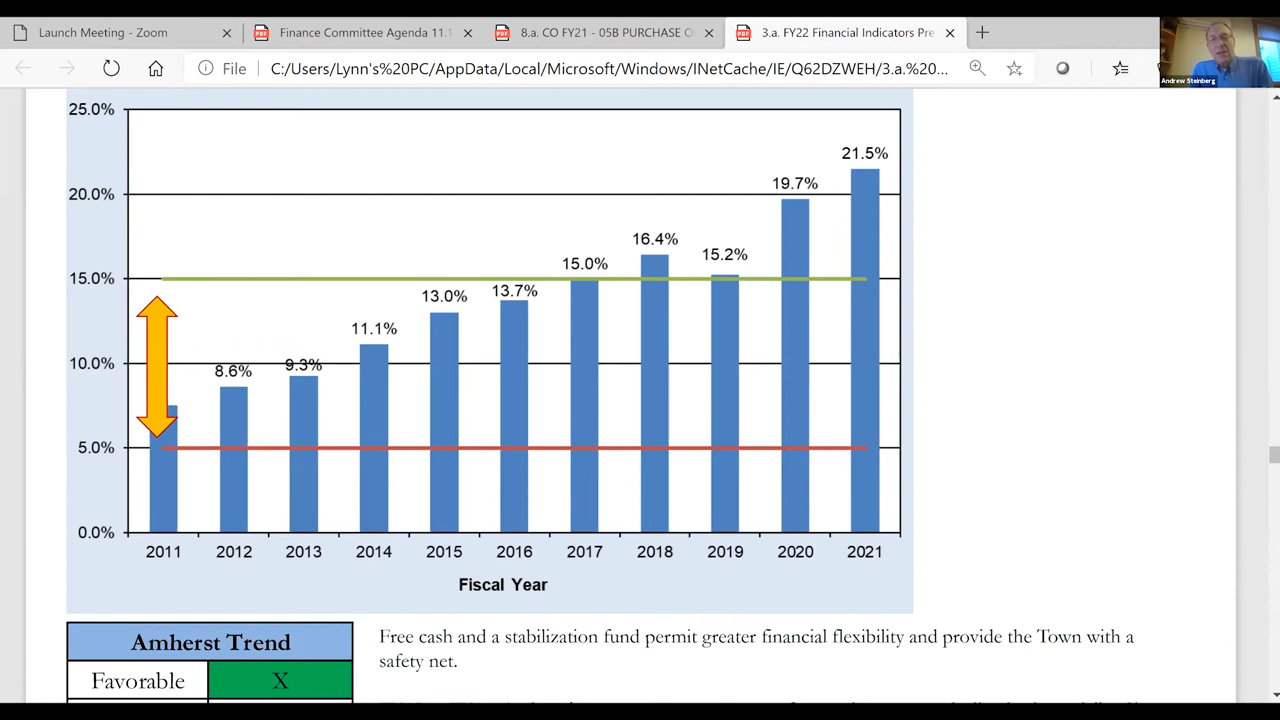 Launch Meeting - Zoom
Finance Committee Agenda 11.1
8.a. CO FY21 - 05B PURCHASE O
3.a. FY22 Financial Indicators Pre
File C:/Users/Lynn's%20PC/AppData/Local/Microsoft/Windows/INetCache/IE/Q62DZWEH/3.a.%20...
Andrew Steinberg
25.0%
21.5%
19.7%
20.0%
16.4%
15.2%
15.0%
15.0%
13.7%
13.0%
11.1%
10.0%
9.3%
8.6%
5.0%
0.0%
2011 2012 2013 2014 2015 2016 2017 2018 2019 2020 2021
Fiscal Year
Amherst Trend
Favorable X
Free cash and a stabilization fund permit greater financial flexibility and provide the Town with a
safety net.